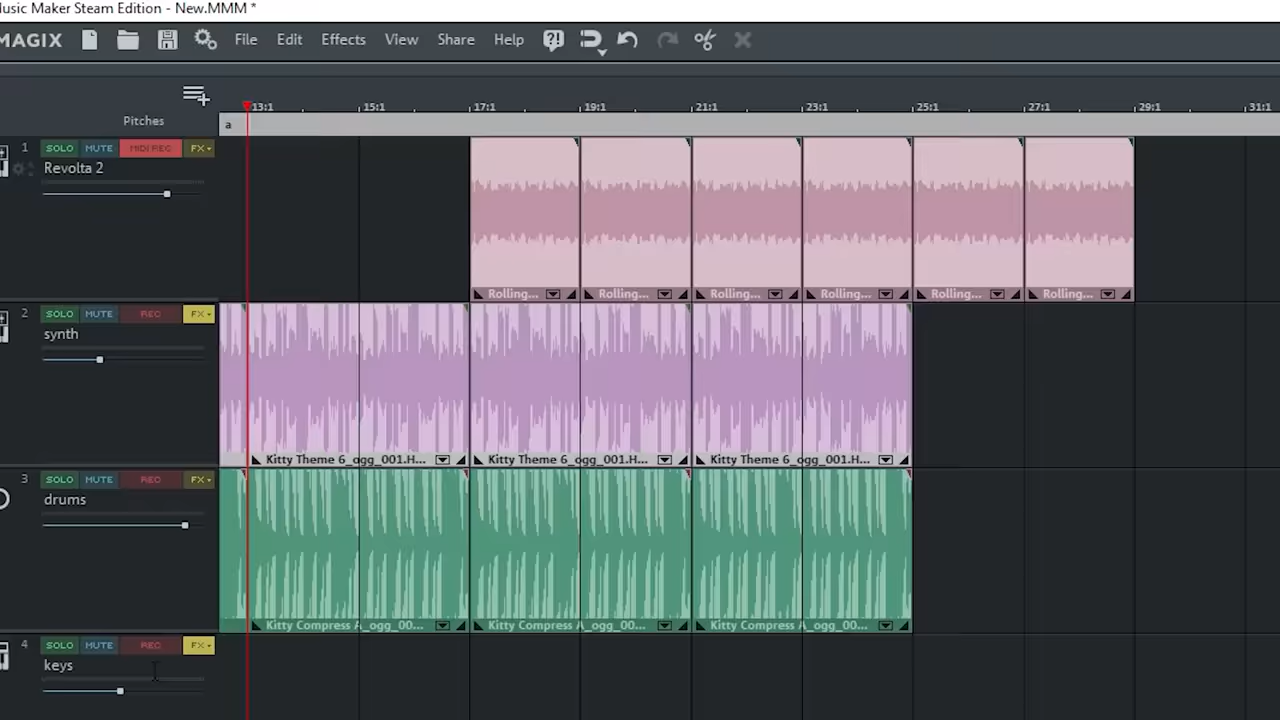 usic Maker Steam Edition - New.MMM *
MAGIX File Edit Effects View Share Help
13:1 15:1 17:1 19:1 21:1 23:1 25:1 27:1 29:1 31:1
Pitches
a
1 SOLO MUTE MIDI REC FX
Revolta 2
Rolling... Rolling... Rolling... Rolling... Rolling... Rolling...
2 SOLO MUTE REC FX
synth
Kitty Theme 6_ogg_001.H... Kitty Theme 6_ogg_001.H... Kitty Theme 6_ogg_001.H...
3 SOLO MUTE REC FX
drums
Kitty Compress A_ogg_00... Kitty Compress A_ogg_00... Kitty Compress A_ogg_00...
4 SOLO MUTE REC FX
keys